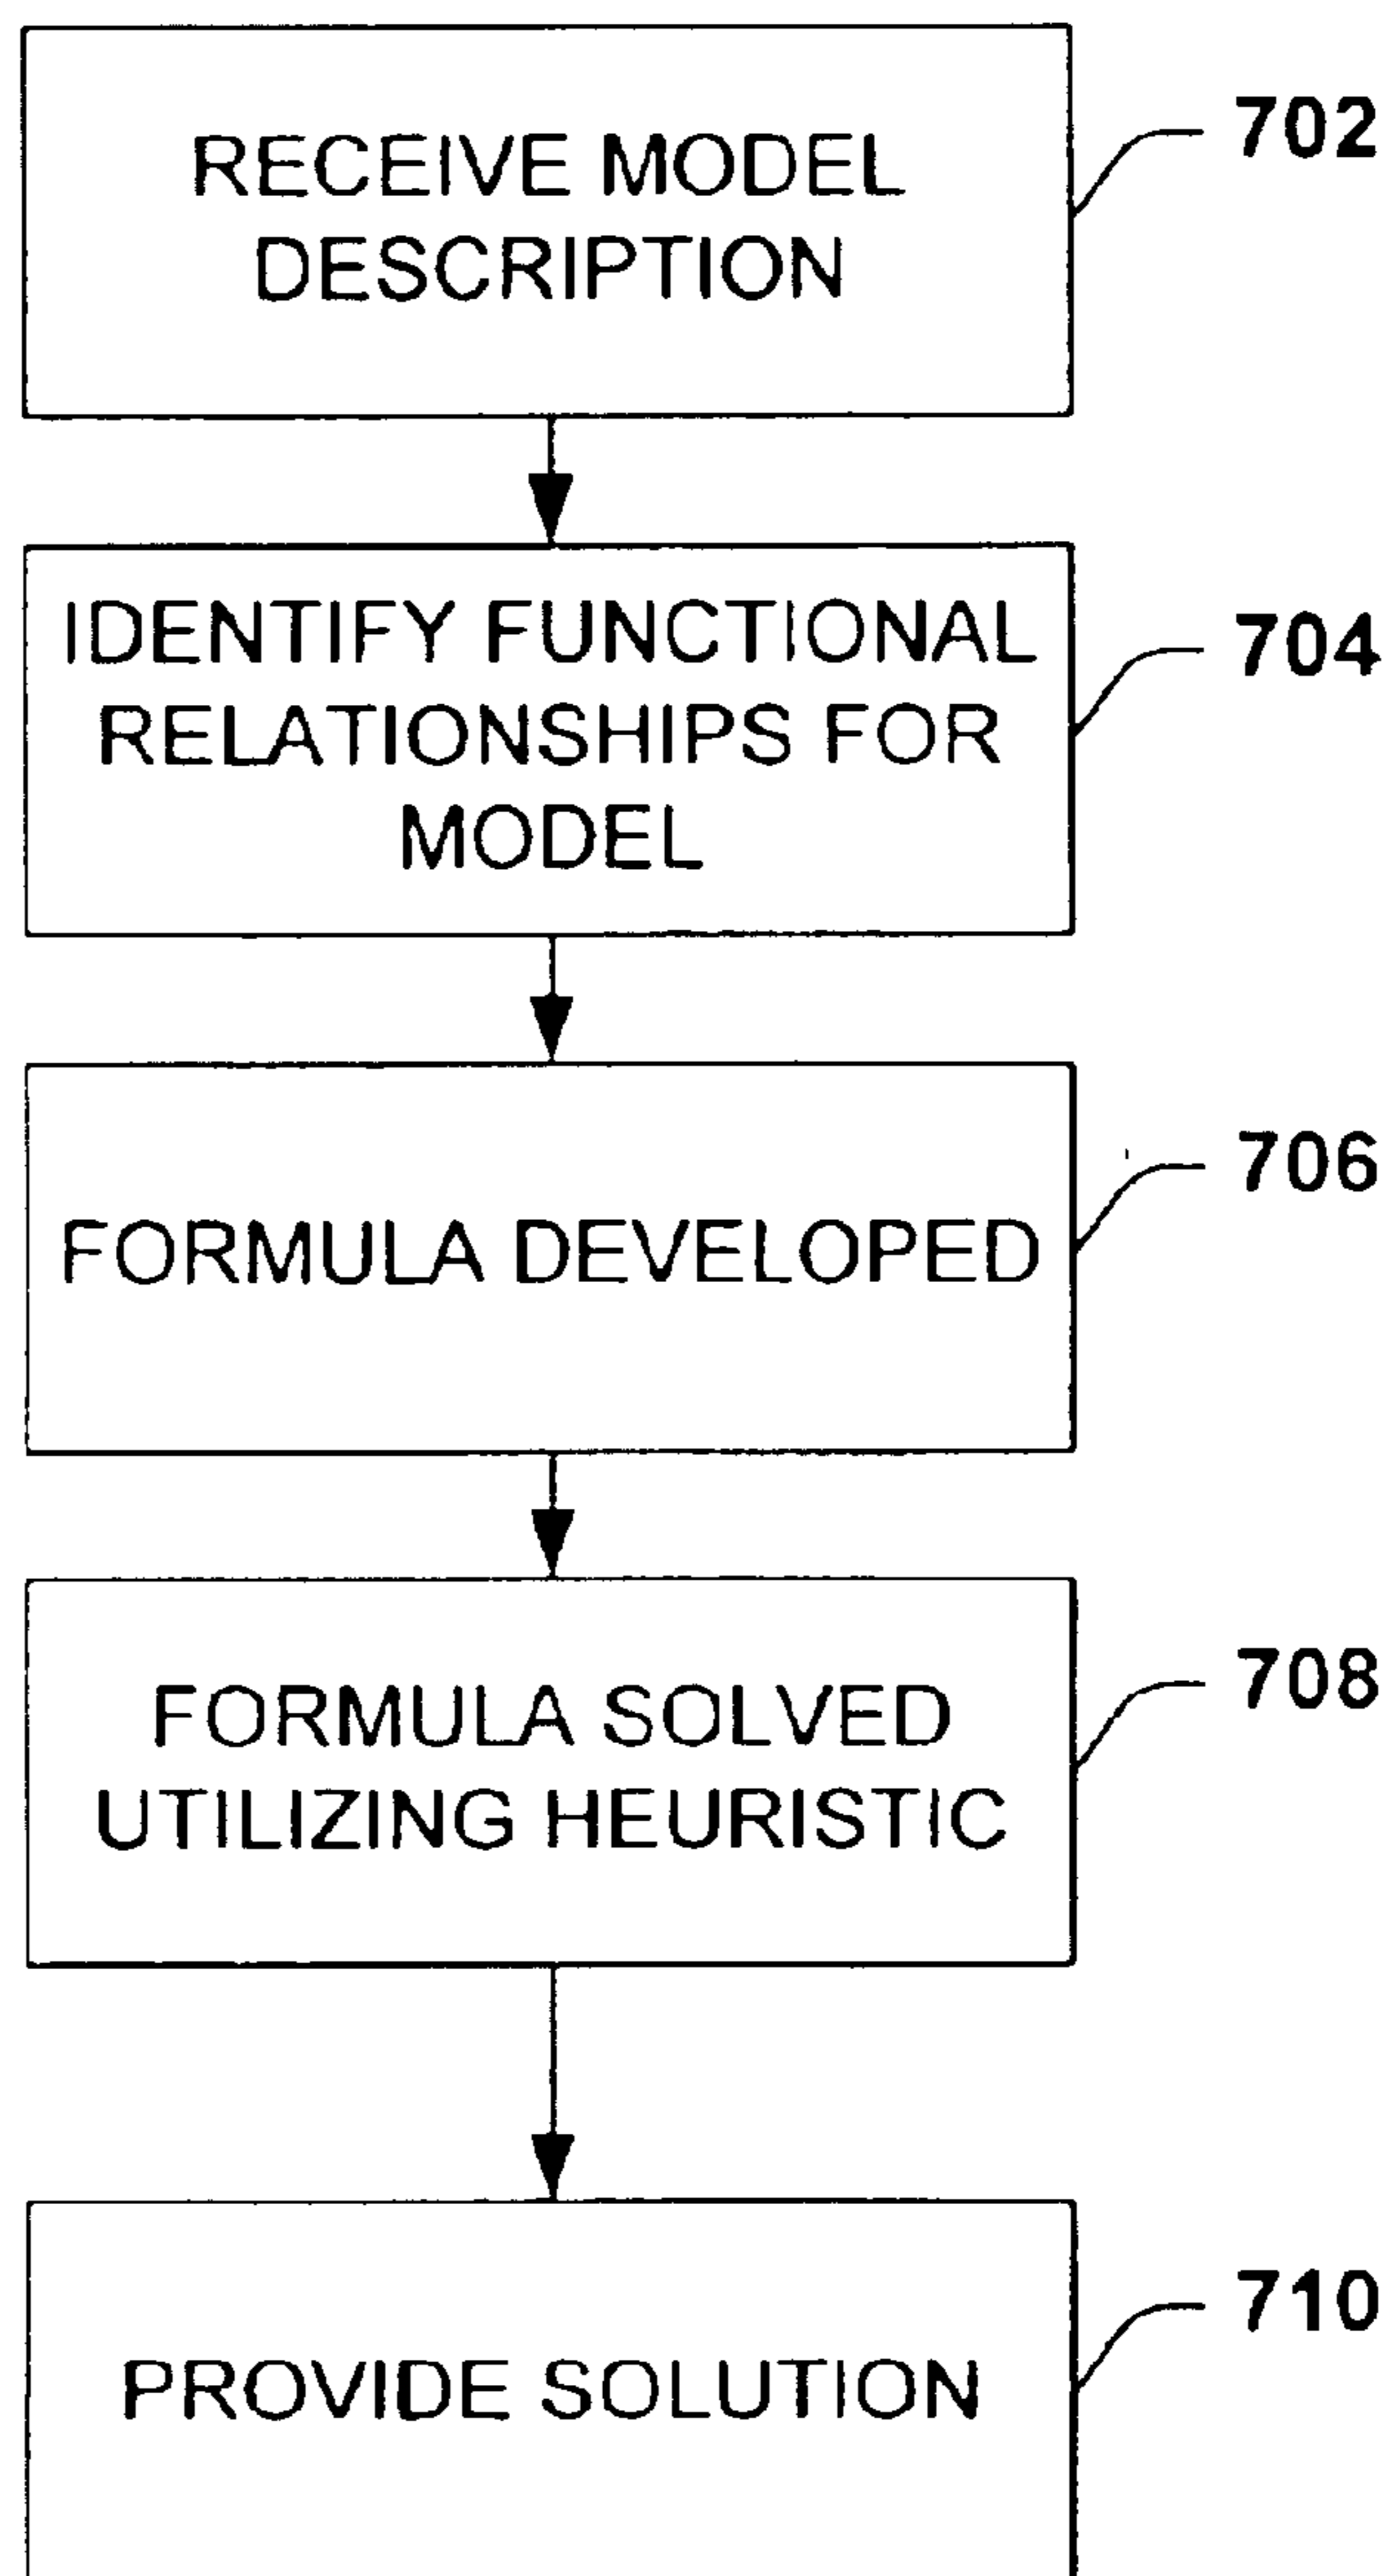 RECEIVE MODEL
DESCRIPTION
702
IDENTIFY FUNCTIONAL
RELATIONSHIPS FOR
MODEL
704
FORMULA DEVELOPED
706
FORMULA SOLVED
UTILIZING HEURISTIC
708
PROVIDE SOLUTION
710